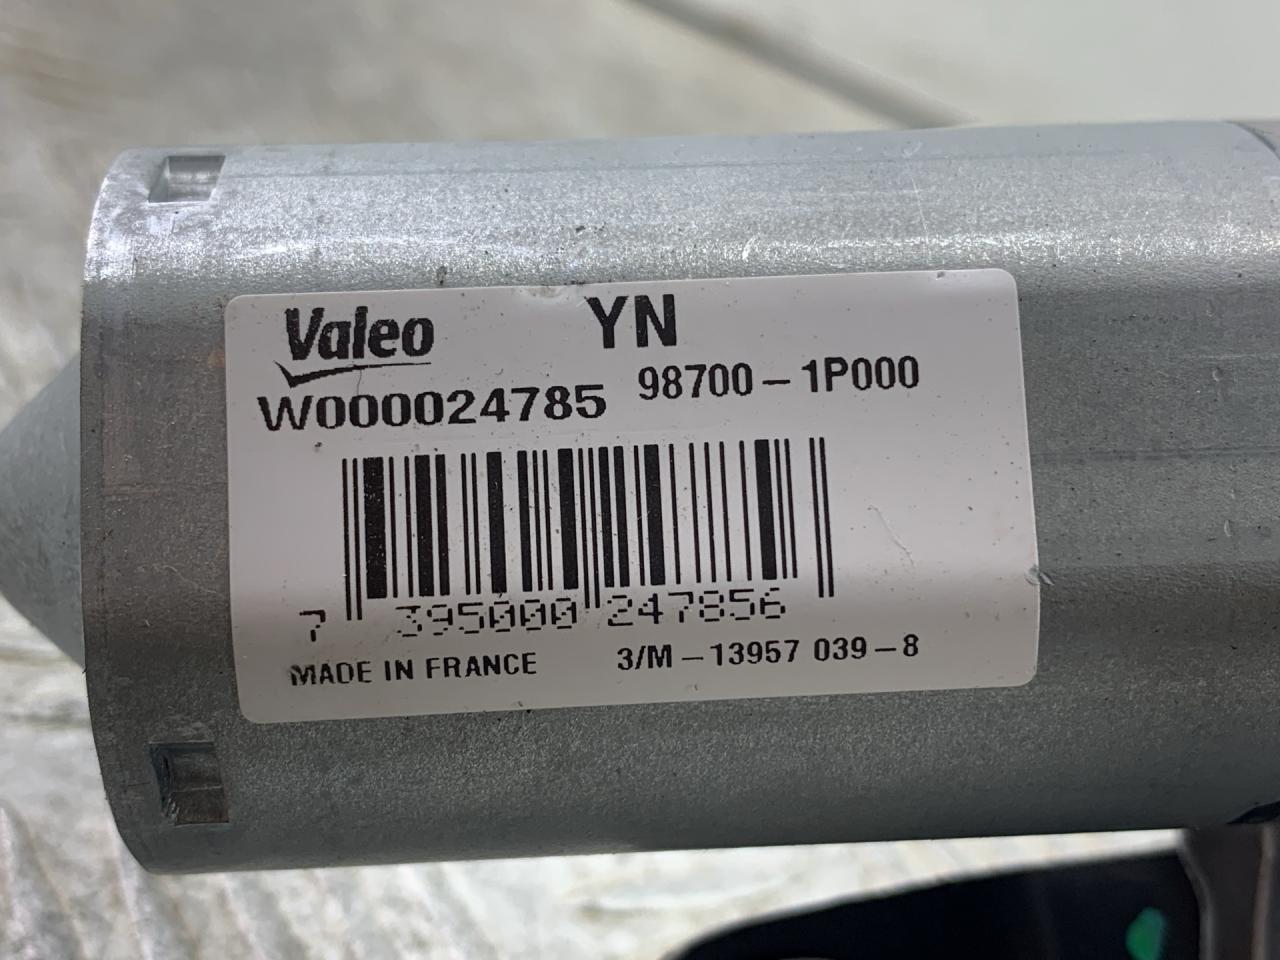 Valeo YN
W000024785 98700-1P000
7 395000 247856
MADE IN FRANCE 3/M-13957 039-8